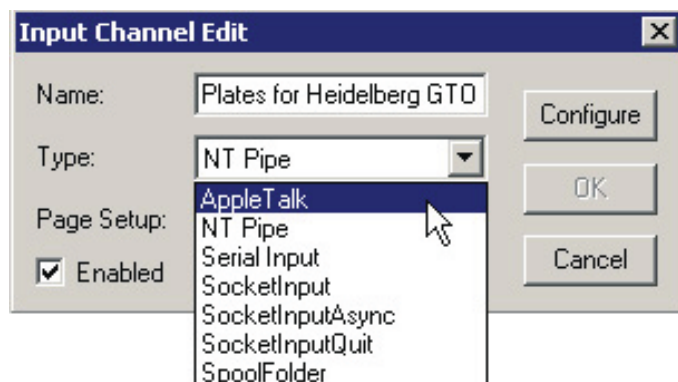 Input Channel Edit
Name: Plates for Heidelberg GTO
Configure
Type: NT Pipe
OK
AppleTalk
Page Setup:
NT Pipe
Serial Input
Enabled
Cancel
SocketInput
SocketInputAsync
SocketInputQuit
SpoolFolder